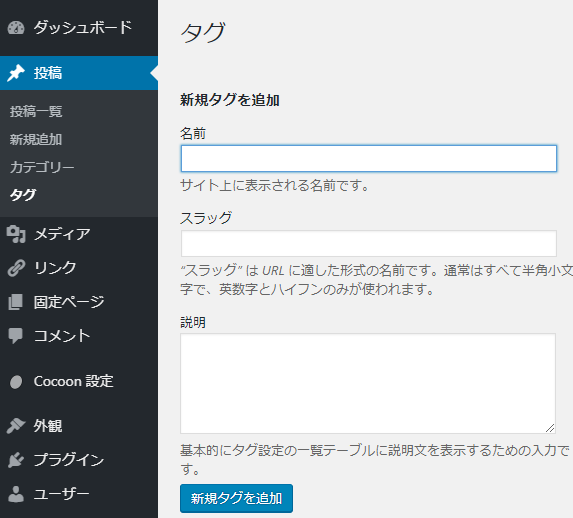 ダッシュボード
投稿
投稿一覧
新規追加
カテゴリー
タグ
メディア
リンク
固定ページ
コメント
Cocoon 設定
外観
プラグイン
ユーザー
タグ
新規タグを追加
名前
サイト上に表示される名前です。
スラッグ
“スラッグ” は URL に適した形式の名前です。通常はすべて半角小文
字で、英数字とハイフンのみが使われます。
説明
基本的にタグ設定の一覧テーブルに説明文を表示するための入力で
す。
新規タグを追加